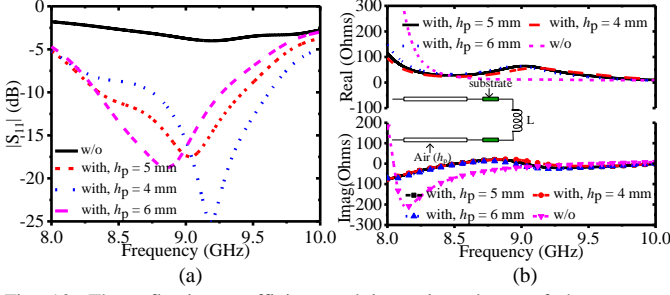 (a)
(b)
0
-5
-10
-15
-20
-25
|S11| (dB)
w/o
with, hp = 5 mm
with, hp = 4 mm
with, hp = 6 mm
8.0 8.5 9.0 9.5 10.0
Frequency (GHz)
(a)
300
200
100
0
100
Real (Ohms)
with, hp = 5 mm
with, hp = 4 mm
with, hp = 6 mm
w/o
substrate
L
Air (hp)
200
100
0
100
200
300
Imag(Ohms)
with, hp = 5 mm
with, hp = 4 mm
with, hp = 6 mm
w/o
8.0 8.5 9.0 9.5 10.0
Frequency (GHz)
(b)